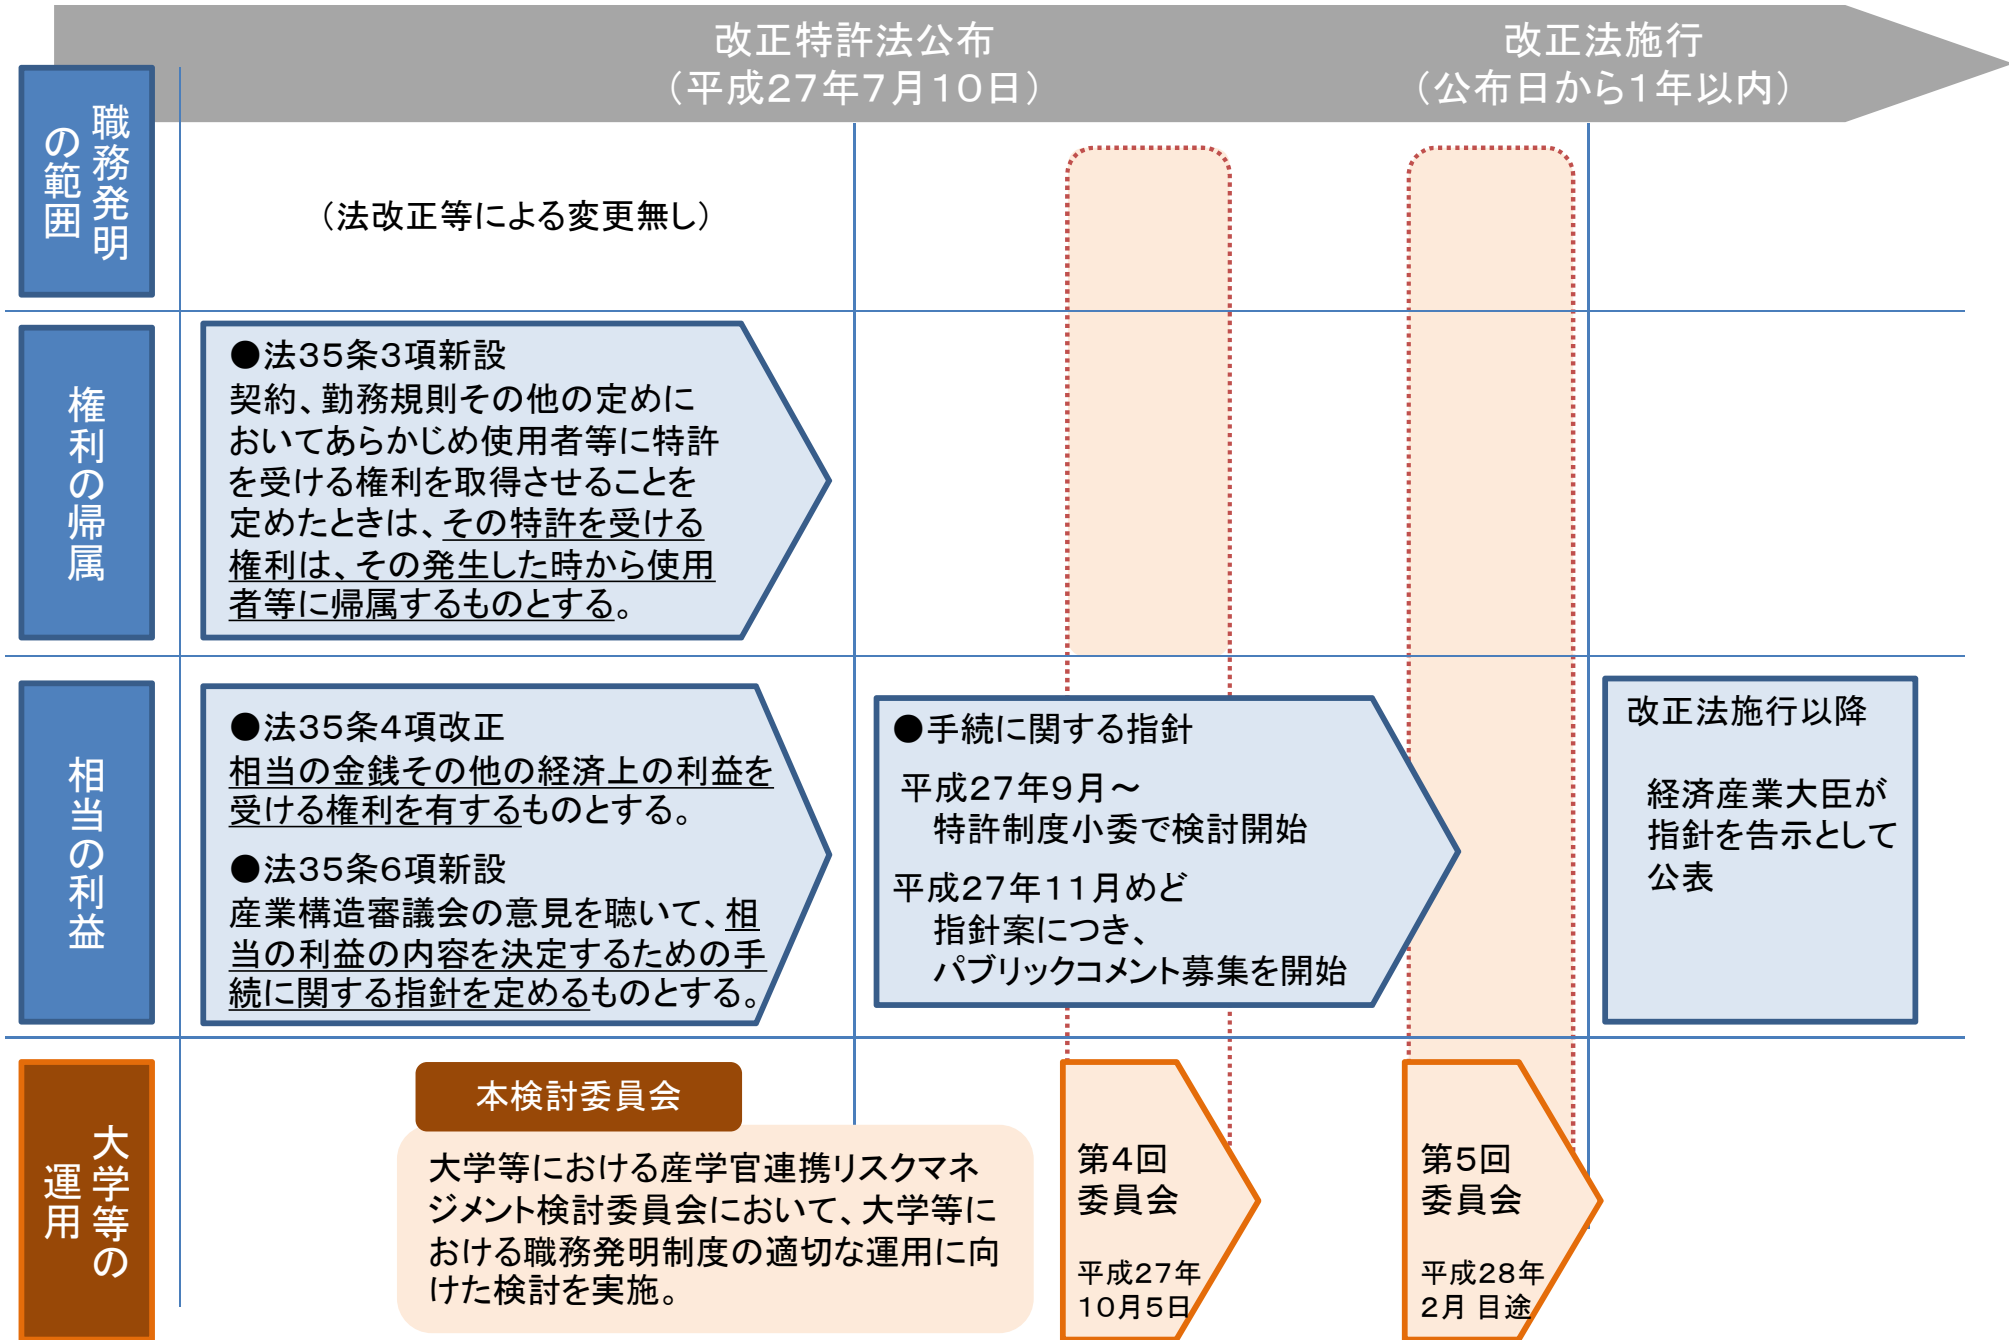 改正特許法公布
（平成27年7月10日）
改正法施行
（公布日から1年以内）
職務発明
の範囲
（法改正等による変更無し）
権利の帰属
●法35条3項新設
契約、勤務規則その他の定めに
おいてあらかじめ使用者等に特許
を受ける権利を取得させることを
定めたときは、その特許を受ける
権利は、その発生した時から使用
者等に帰属するものとする。
相当の利益
●法35条4項改正
相当の金銭その他の経済上の利益を
受ける権利を有するものとする。
●法35条6項新設
産業構造審議会の意見を聴いて、相
当の利益の内容を決定するための手
続に関する指針を定めるものとする。
●手続に関する指針
平成27年9月～
特許制度小委で検討開始
平成27年11月めど
指針案につき、
パブリックコメント募集を開始
改正法施行以降
経済産業大臣が
指針を告示として
公表
大学等の
運用
本検討委員会
大学等における産学官連携リスクマネ
ジメント検討委員会において、大学等に
おける職務発明制度の適切な運用に向
けた検討を実施。
第4回
委員会
平成27年
10月5日
第5回
委員会
平成28年
2月 目途